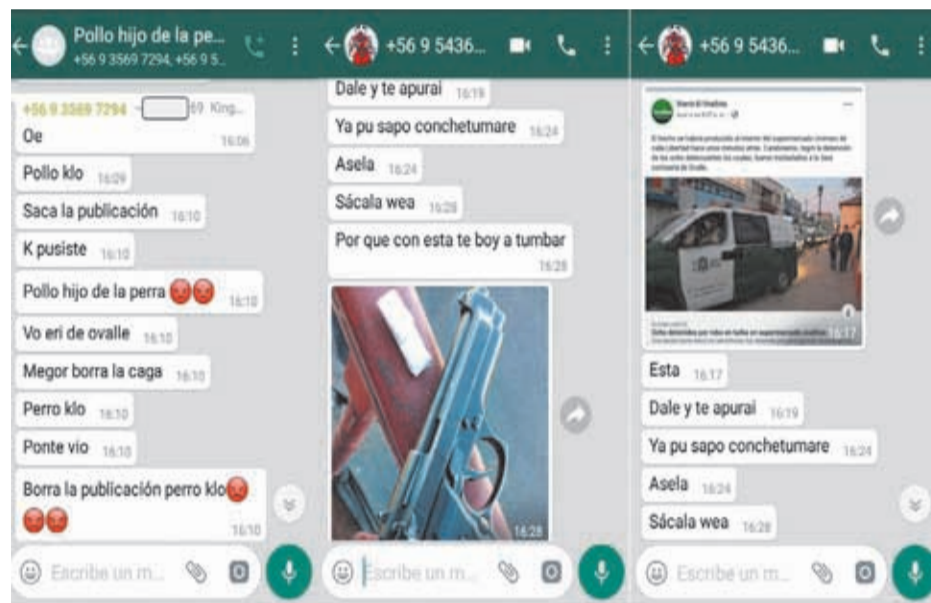 Pollo hijo de la pe...
+56 9 3569 7294, +56 9 5...
+56 9 3569 7294
69 King...
Oe 16:06
Pollo klo 16:09
Saca la publicación 16:10
K pusiste 16:10
Pollo hijo de la perra 😡😡 16:10
Vo eri de ovalle 16:10
Megor borra la caga 16:10
Perro klo 16:10
Ponte vio 16:10
Borra la publicación perro klo😡
😡😡 16:10
Escribe un m...
+56 9 5436...
Dale y te apurai 16:19
Ya pu sapo conchetumare 16:24
Asela 16:24
Sácala wea 16:28
Por que con esta te boy a tumbar
16:28
16:28
Escribe un m...
+56 9 5436...
16:17
Esta 16:17
Dale y te apurai 16:19
Ya pu sapo conchetumare 16:24
Asela 16:24
Sácala wea 16:28
Escribe un m...